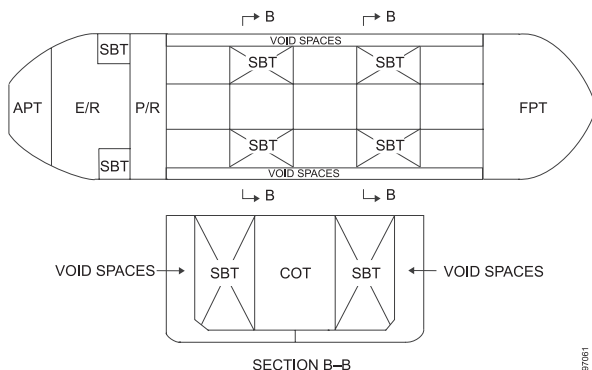 B B
VOID SPACES
SBT SBT SBT
APT E/R P/R FPT
SBT SBT SBT
VOID SPACES
B B
VOID SPACES SBT COT SBT VOID SPACES
SECTION B–B
97061